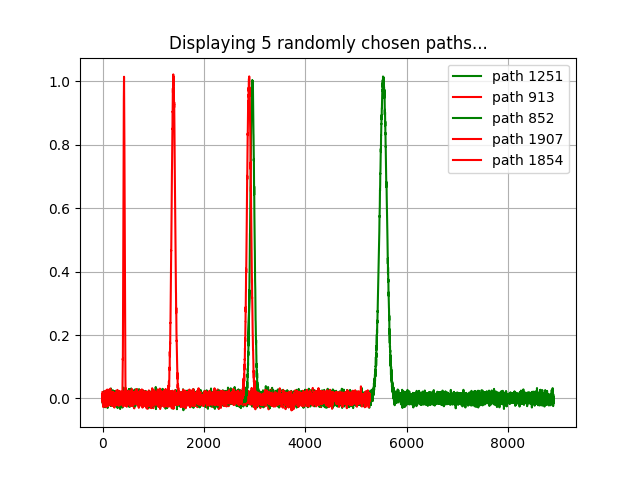 Displaying 5 randomly chosen paths...
1.0
0.8
0.6
0.4
0.2
0.0
0 2000 4000 6000 8000
path 1251
path 913
path 852
path 1907
path 1854